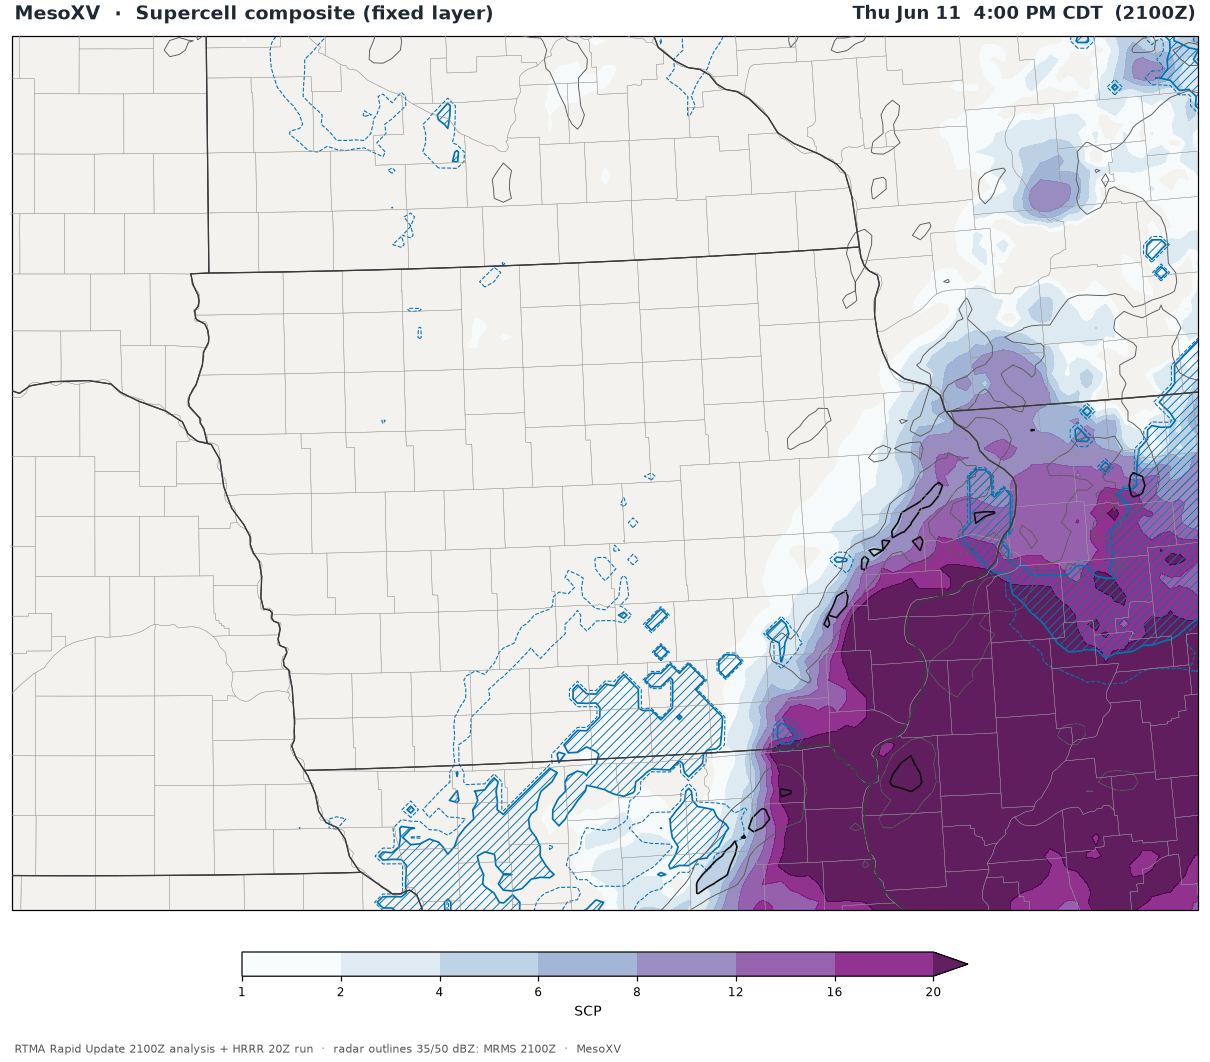 MesoXV · Supercell composite (fixed layer)
Thu Jun 11 4:00 PM CDT (2100Z)
1 2 4 6 8 12 16 20
SCP
RTMA Rapid Update 2100Z analysis + HRRR 20Z run · radar outlines 35/50 dBZ: MRMS 2100Z · MesoXV